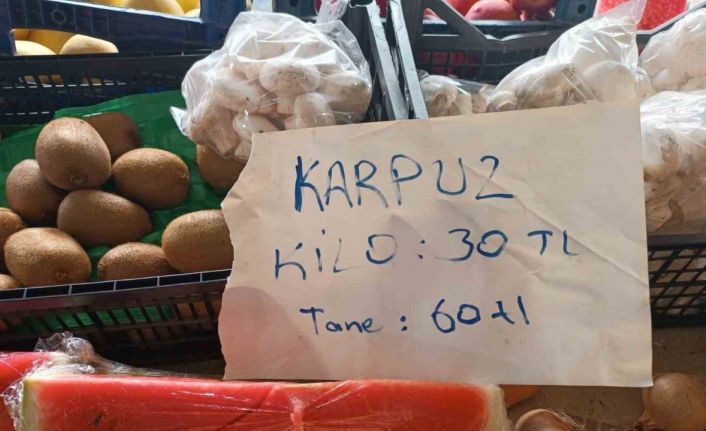 KARPUZ
KİLO : 30 TL
Tane : 60 tl